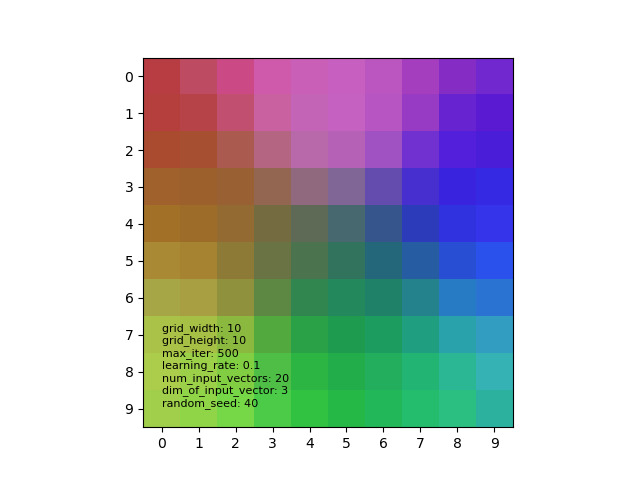 0
1
2
3
4
5
6
7
8
9
grid_width: 10
grid_height: 10
max_iter: 500
learning_rate: 0.1
num_input_vectors: 20
dim_of_input_vector: 3
random_seed: 40
0 1 2 3 4 5 6 7 8 9